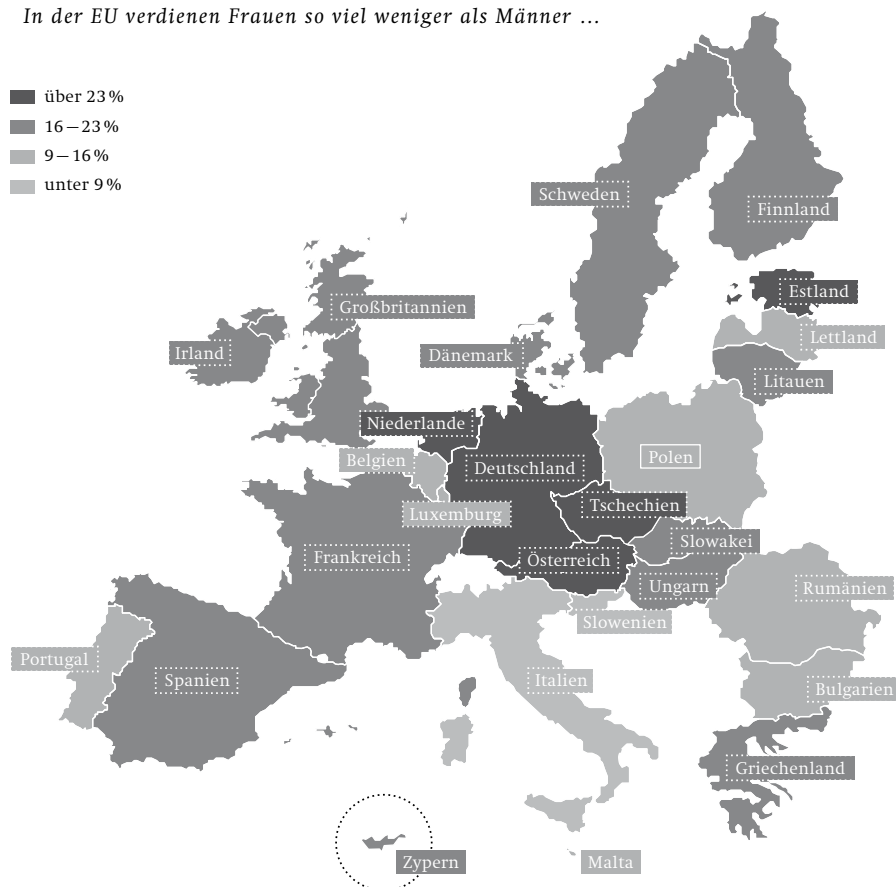 In der EU verdienen Frauen so viel weniger als Männer …
über 23 %
16 – 23 %
9 – 16 %
unter 9 %
Schweden
Finnland
Estland
Großbritannien
Lettland
Irland
Dänemark
Litauen
Niederlande
Belgien
Deutschland
Polen
Tschechien
Luxemburg
Slowakei
Frankreich
Österreich
Ungarn
Rumänien
Slowenien
Portugal
Spanien
Italien
Bulgarien
Griechenland
Zypern
Malta